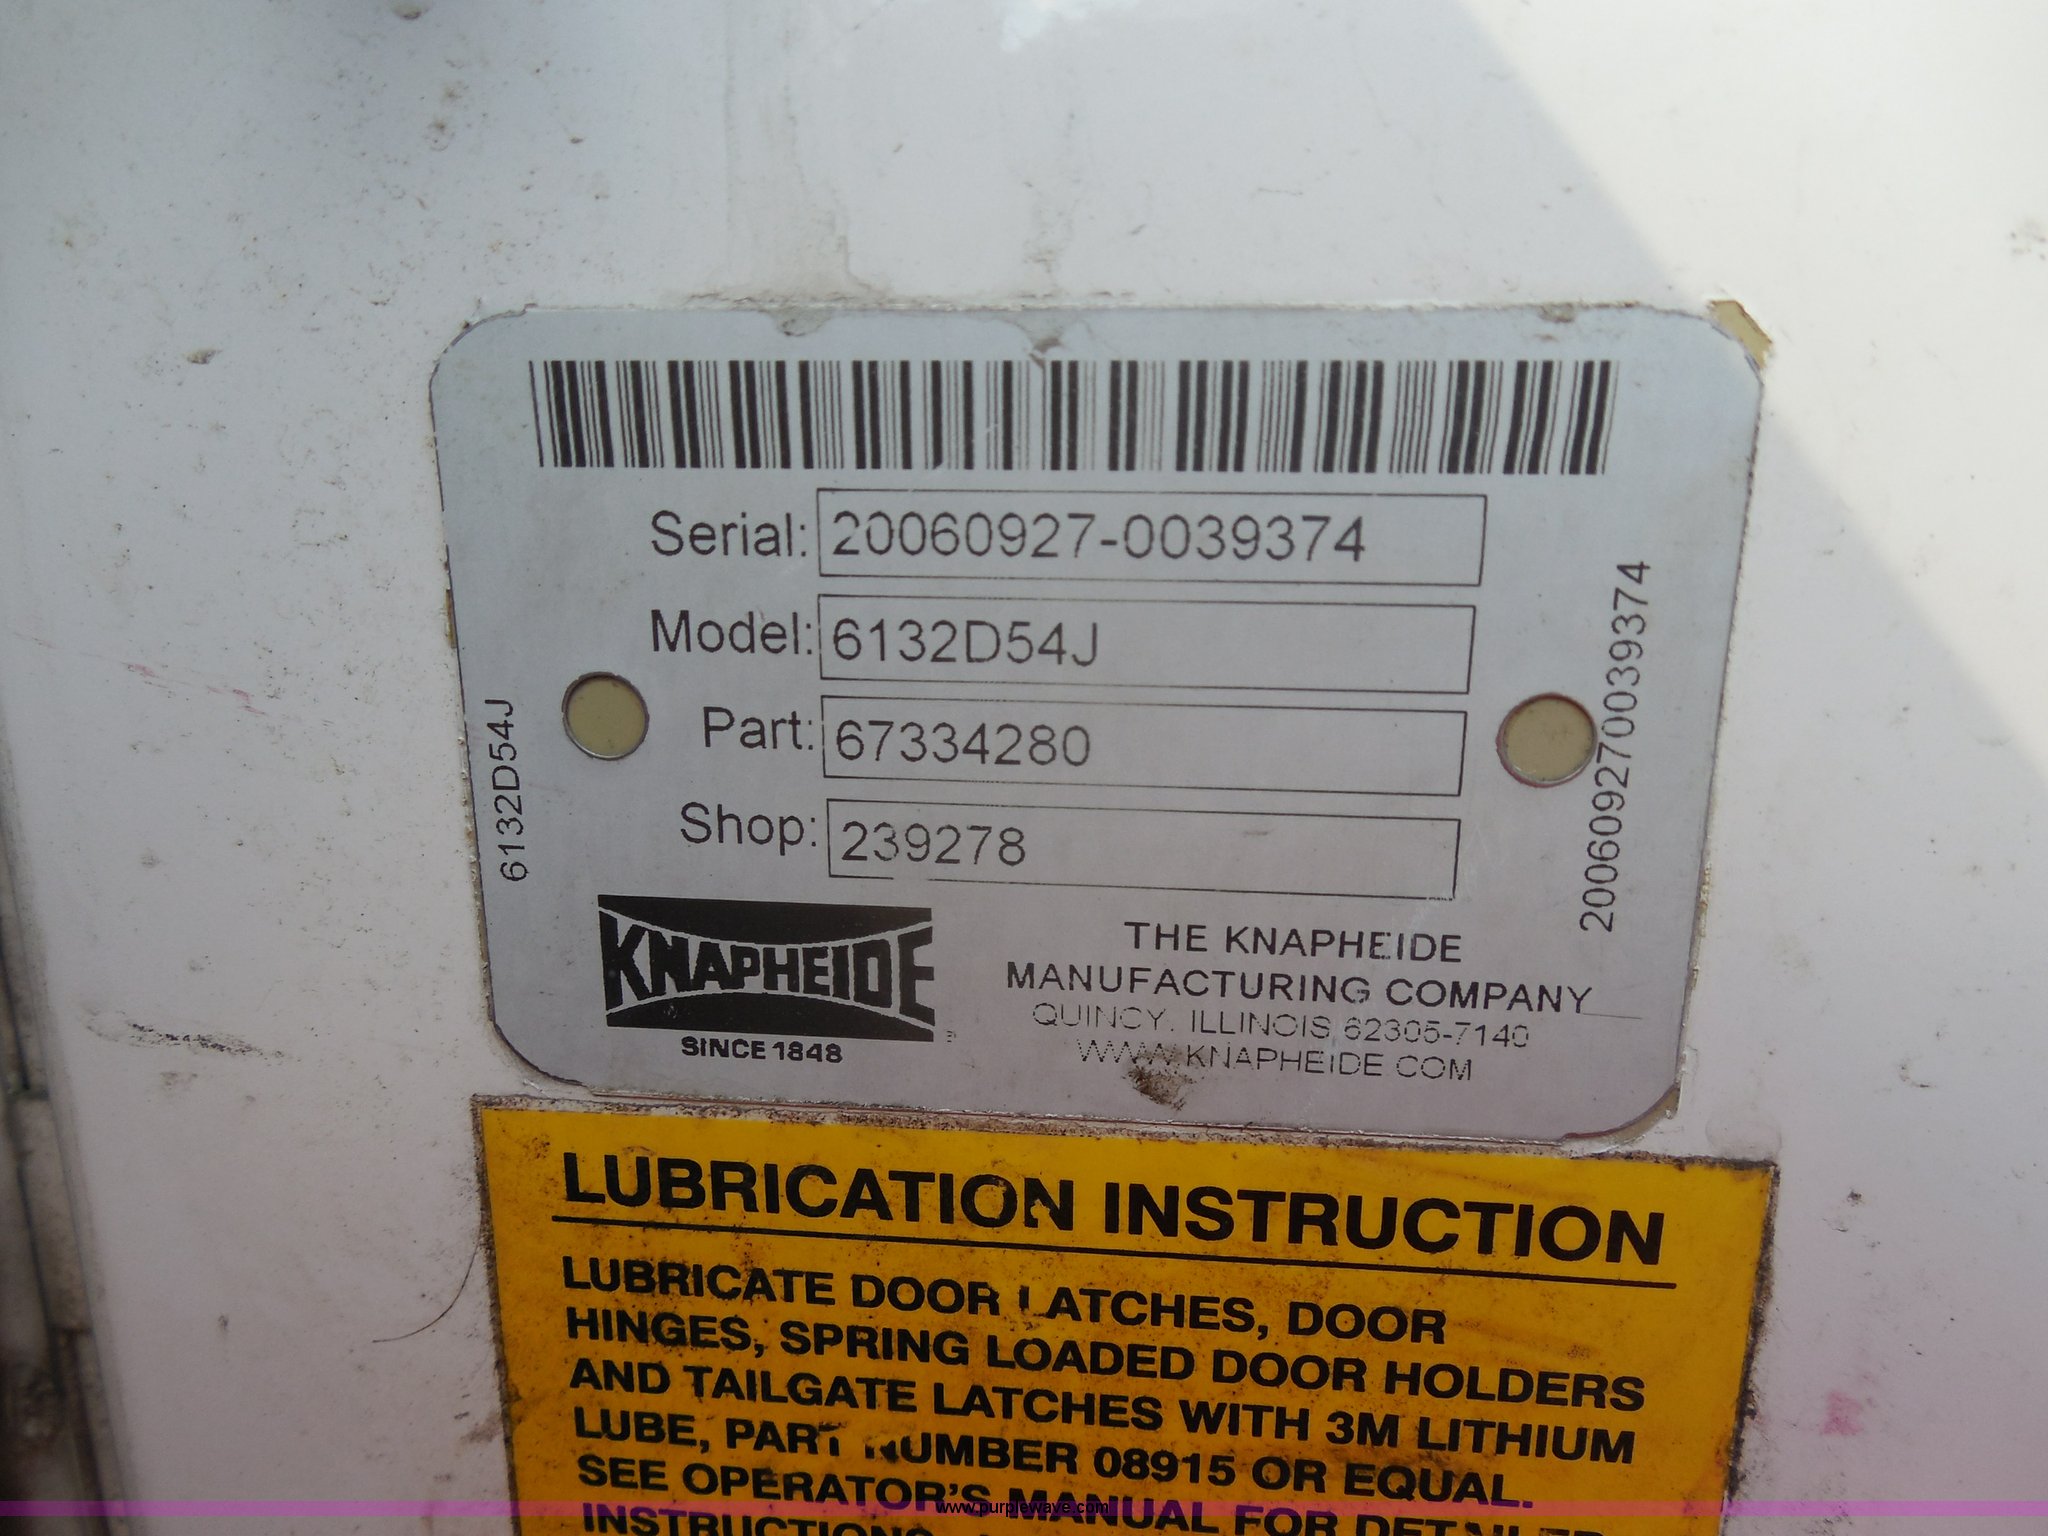 Serial: 20060927-0039374
Model: 6132D54J
Part: 67334280
Shop: 239278
6132D54J
200609270039374
KNAPHEIDE
SINCE 1848
THE KNAPHEIDE
MANUFACTURING COMPANY
QUINCY, ILLINOIS 62305-7140
WWW.KNAPHEIDE.COM
LUBRICATION INSTRUCTION
LUBRICATE DOOR LATCHES, DOOR
HINGES, SPRING LOADED DOOR HOLDERS
AND TAILGATE LATCHES WITH 3M LITHIUM
LUBE, PART NUMBER 08915 OR EQUAL.
SEE OPERATOR'S MANUAL FOR DETAILED
INSTRUCTIONS
www.purplewave.com